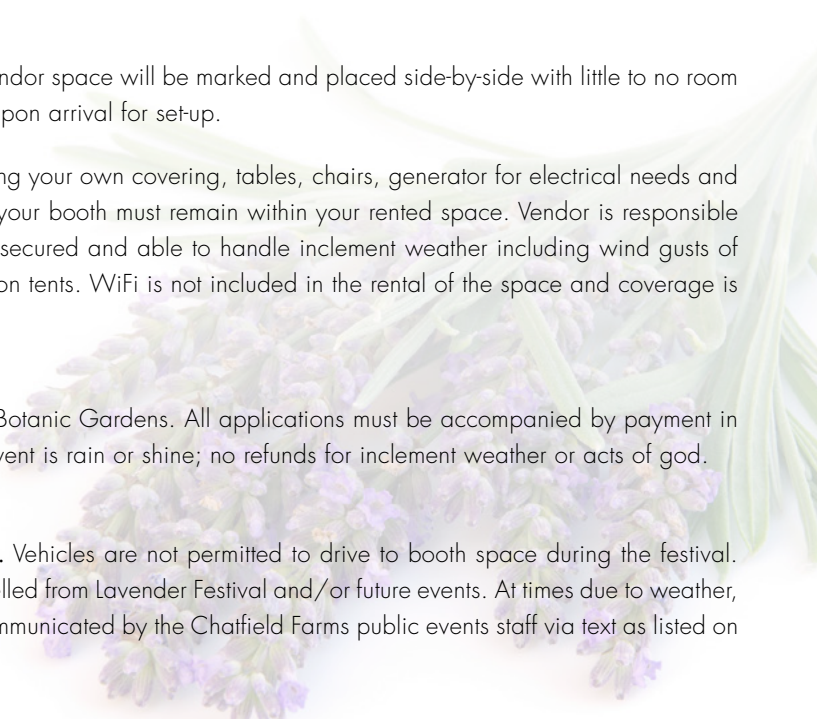 ndor space will be marked and placed side-by-side with little to no room
pon arrival for set-up.
ng your own covering, tables, chairs, generator for electrical needs and
your booth must remain within your rented space. Vendor is responsible
secured and able to handle inclement weather including wind gusts of
on tents. WiFi is not included in the rental of the space and coverage is
Botanic Gardens. All applications must be accompanied by payment in
vent is rain or shine; no refunds for inclement weather or acts of god.
. Vehicles are not permitted to drive to booth space during the festival.
lled from Lavender Festival and/or future events. At times due to weather,
mmunicated by the Chatfield Farms public events staff via text as listed on